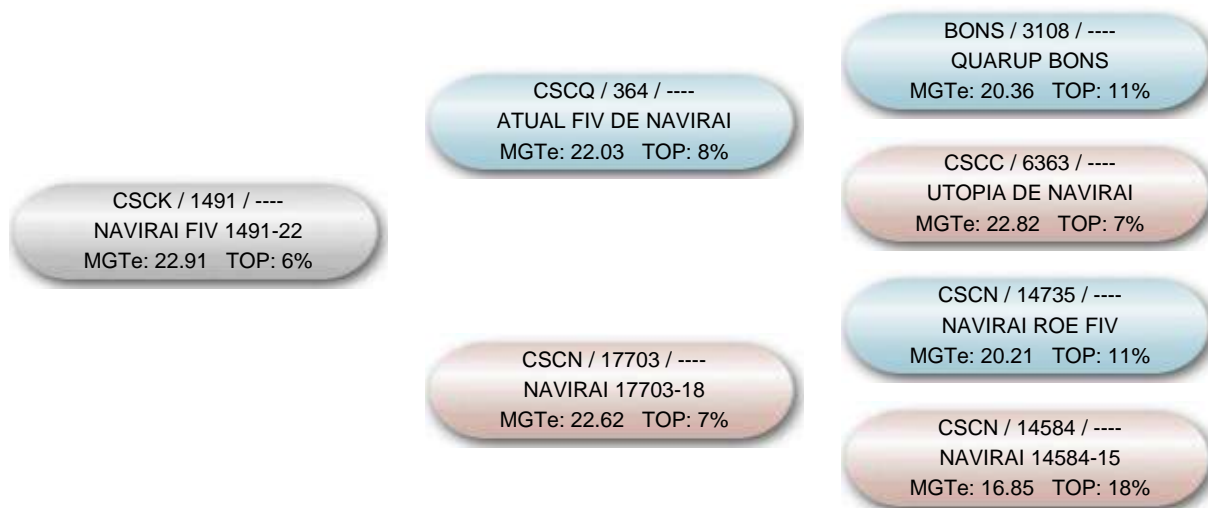 CSCK / 1491 / ----
NAVIRAI FIV 1491-22
MGTe: 22.91 TOP: 6%
CSCQ / 364 / ----
ATUAL FIV DE NAVIRAI
MGTe: 22.03 TOP: 8%
CSCN / 17703 / ----
NAVIRAI 17703-18
MGTe: 22.62 TOP: 7%
BONS / 3108 / ----
QUARUP BONS
MGTe: 20.36 TOP: 11%
CSCC / 6363 / ----
UTOPIA DE NAVIRAI
MGTe: 22.82 TOP: 7%
CSCN / 14735 / ----
NAVIRAI ROE FIV
MGTe: 20.21 TOP: 11%
CSCN / 14584 / ----
NAVIRAI 14584-15
MGTe: 16.85 TOP: 18%